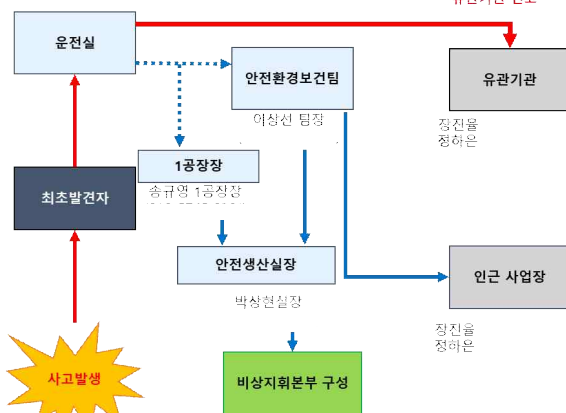 운전실
안전환경보건팀
이상선 팀장
유관기관
장진율
정하은
1공장장
송규영 1공장장
최초발견자
안전생산실장
박상현실장
인근 사업장
장진율
정하은
사고발생
비상지휘본부 구성